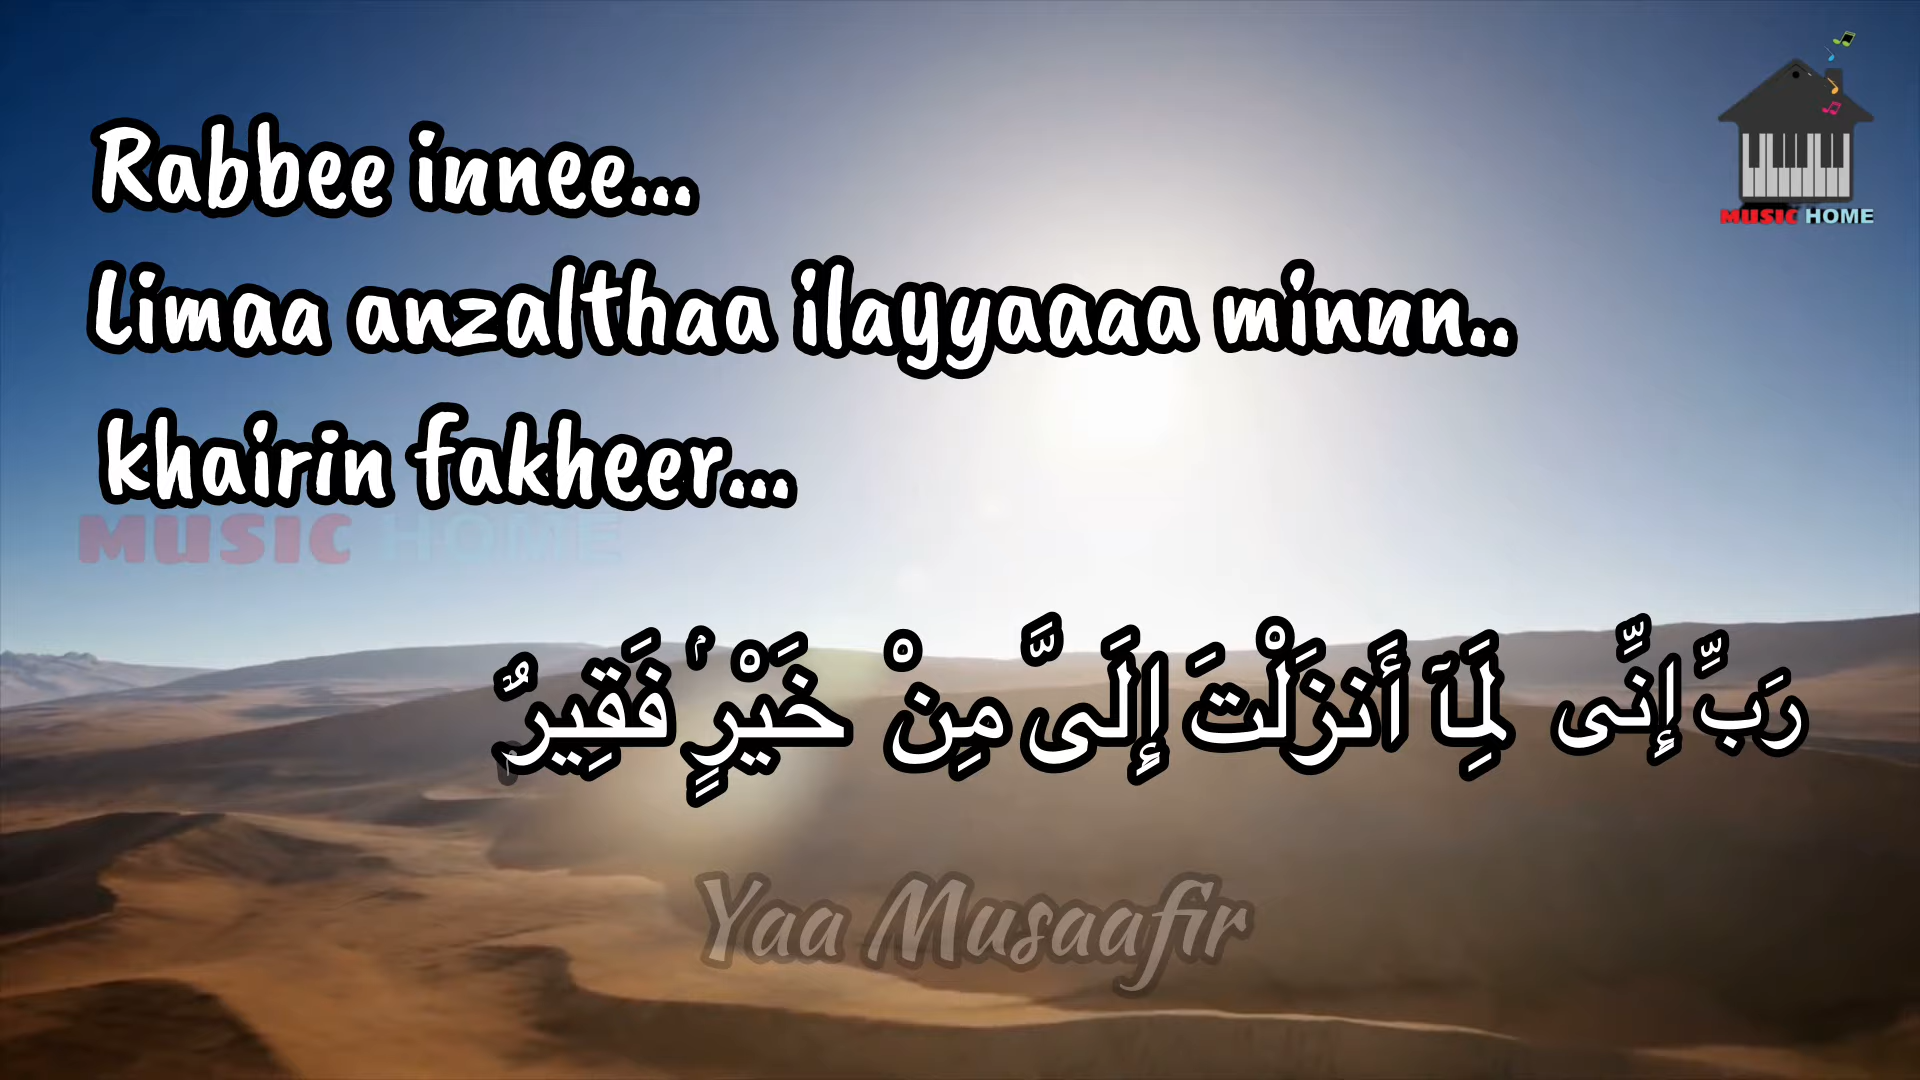 MUSIC HOME
Rabbee innee...
Limaa anzalthaa ilayyaaaa minnn..
khairin fakheer...
MUSIC HOME
رَبِّ إِنِّى لِمَآ أَنزَلْتَ إِلَىَّ مِنْ خَيْرٍۢ فَقِيرٌۭ
Yaa Musaafir